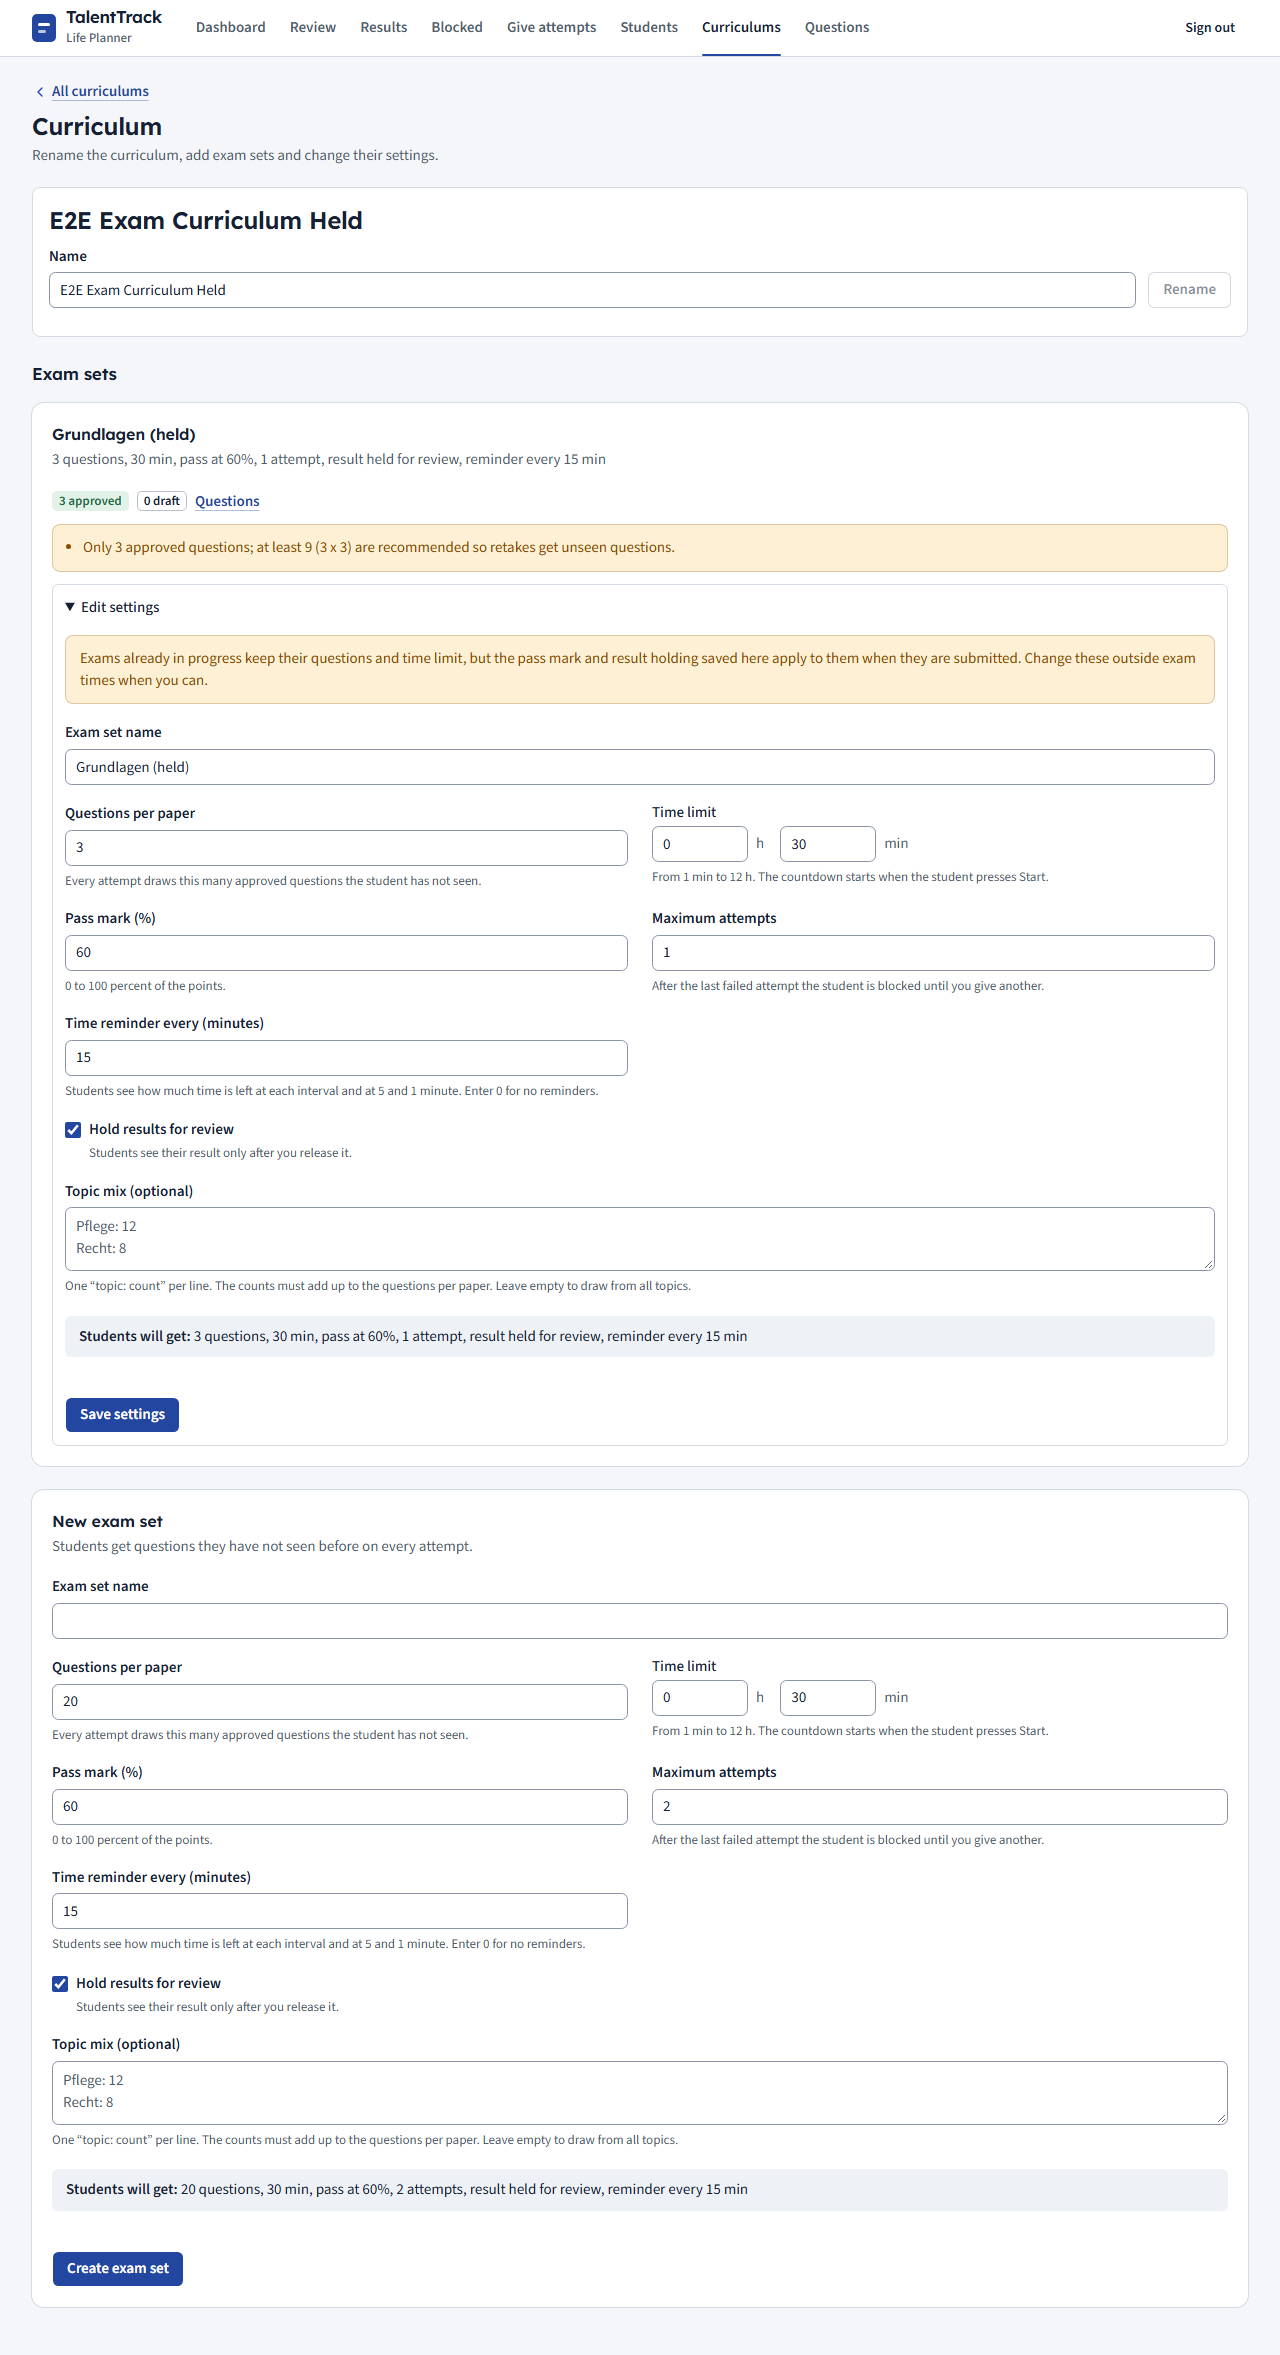 TalentTrack
Life Planner
Dashboard
Review
Results
Blocked
Give attempts
Students
Curriculums
Questions
Sign out
All curriculums
Curriculum
Rename the curriculum, add exam sets and change their settings.
E2E Exam Curriculum Held
Name
E2E Exam Curriculum Held
Rename
Exam sets
Grundlagen (held)
3 questions, 30 min, pass at 60%, 1 attempt, result held for review, reminder every 15 min
3 approved
0 draft
Questions
• Only 3 approved questions; at least 9 (3 x 3) are recommended so retakes get unseen questions.
▼ Edit settings
Exams already in progress keep their questions and time limit, but the pass mark and result holding saved here apply to them when they are submitted. Change these outside exam
times when you can.
Exam set name
Grundlagen (held)
Questions per paper
3
Every attempt draws this many approved questions the student has not seen.
Time limit
0 h 30 min
From 1 min to 12 h. The countdown starts when the student presses Start.
Pass mark (%)
60
0 to 100 percent of the points.
Maximum attempts
1
After the last failed attempt the student is blocked until you give another.
Time reminder every (minutes)
15
Students see how much time is left at each interval and at 5 and 1 minute. Enter 0 for no reminders.
Hold results for review
Students see their result only after you release it.
Topic mix (optional)
Pflege: 12
Recht: 8
One “topic: count” per line. The counts must add up to the questions per paper. Leave empty to draw from all topics.
Students will get: 3 questions, 30 min, pass at 60%, 1 attempt, result held for review, reminder every 15 min
Save settings
New exam set
Students get questions they have not seen before on every attempt.
Exam set name
Questions per paper
20
Every attempt draws this many approved questions the student has not seen.
Time limit
0 h 30 min
From 1 min to 12 h. The countdown starts when the student presses Start.
Pass mark (%)
60
0 to 100 percent of the points.
Maximum attempts
2
After the last failed attempt the student is blocked until you give another.
Time reminder every (minutes)
15
Students see how much time is left at each interval and at 5 and 1 minute. Enter 0 for no reminders.
Hold results for review
Students see their result only after you release it.
Topic mix (optional)
Pflege: 12
Recht: 8
One “topic: count” per line. The counts must add up to the questions per paper. Leave empty to draw from all topics.
Students will get: 20 questions, 30 min, pass at 60%, 2 attempts, result held for review, reminder every 15 min
Create exam set